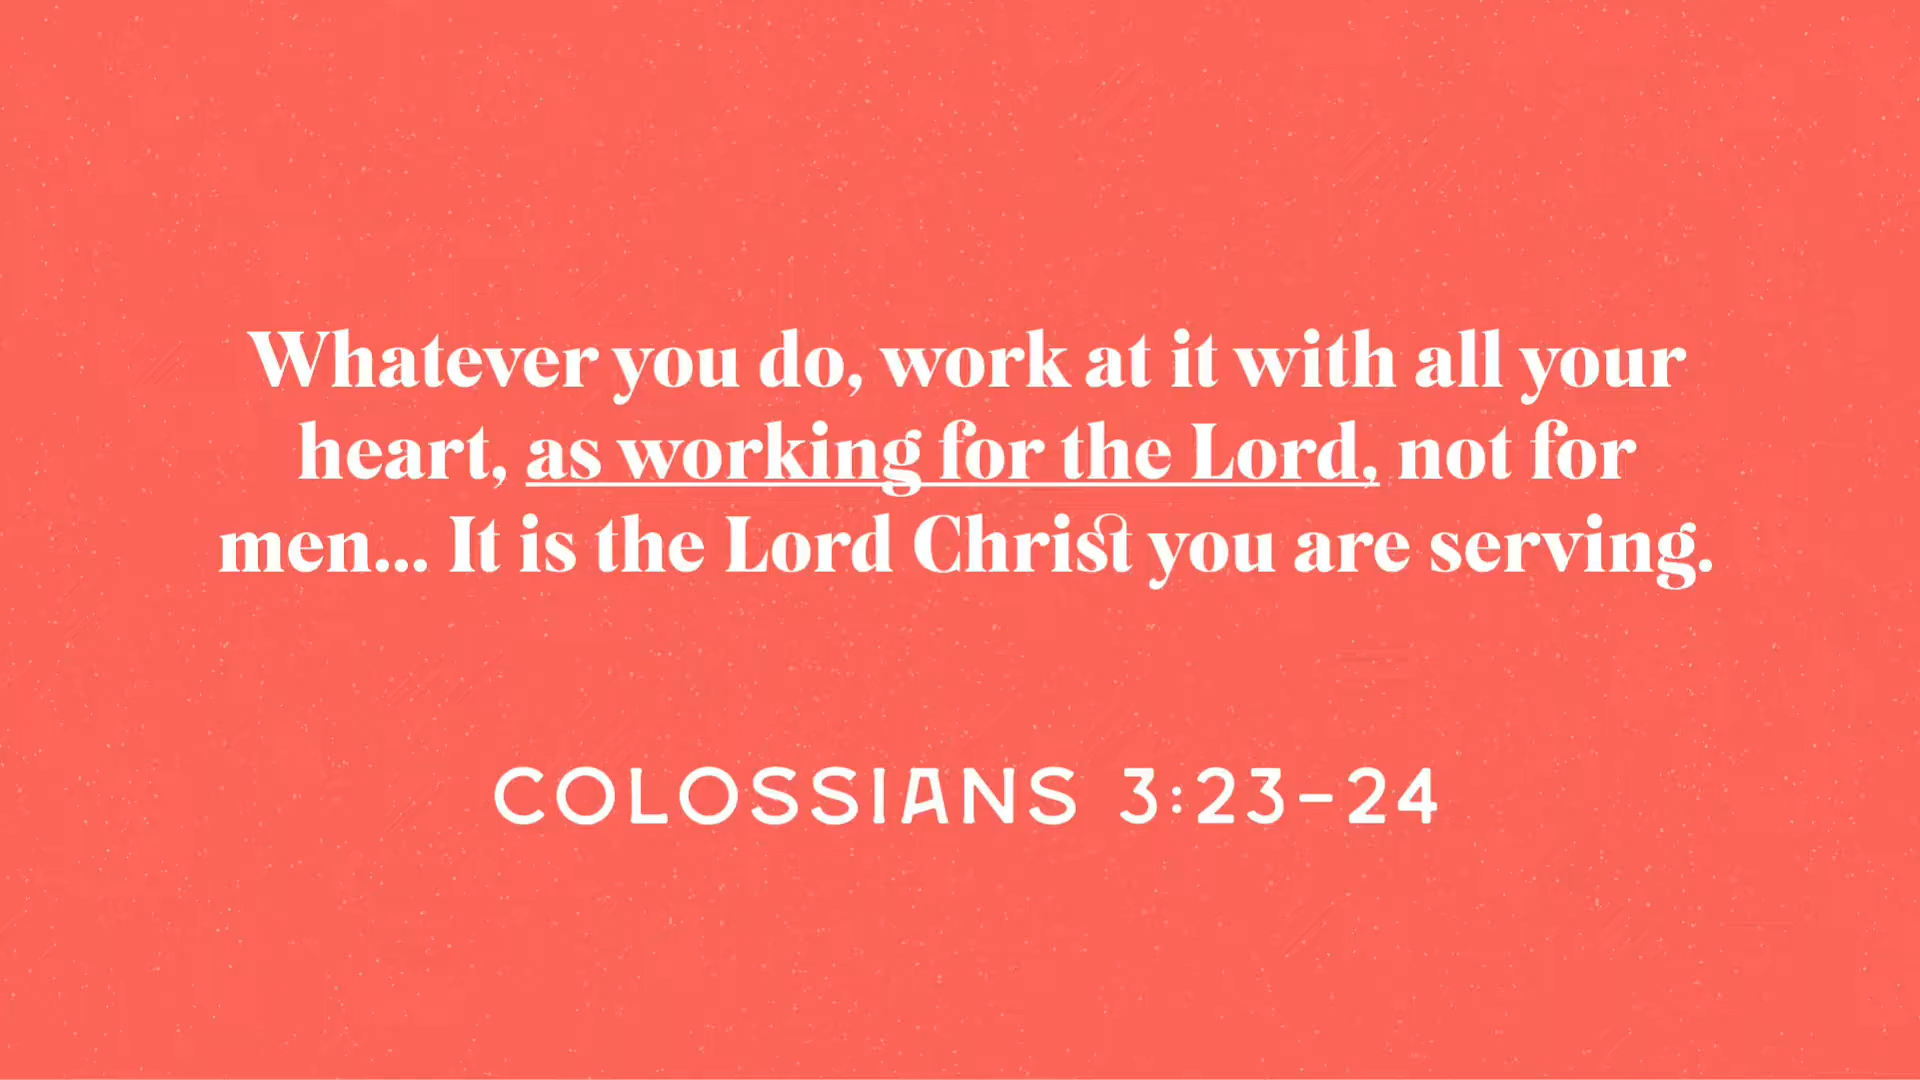 Whatever you do, work at it with all your
heart, as working for the Lord, not for
men... It is the Lord Christ you are serving.
COLOSSIANS 3:23–24